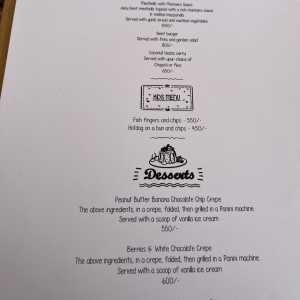 Meatballs with Marinara Sauce
Juicy beef meatballs topped with a rich marinara sauce
& melted mozzarella
Served with garlic bread and sautéed vegetables
850/-
Beef burger
Served with fries and garden salad
800/-
Coconut beans curry
Served with your choice of
Chapati or Rice
650/-
KIDS MENU
Fish fingers and chips - 550/-
Hotdog on a bun and chips - 450/-
Desserts
Peanut Butter Banana Chocolate Chip Crepe
The above ingredients, in a crepe, folded, then grilled in a Panini machine.
Served with a scoop of vanilla ice cream
550/-
Berries & White Chocolate Crepe
The above ingredients, in a crepe, folded, then grilled in a Panini machine.
Served with a scoop of vanilla ice cream
600/-